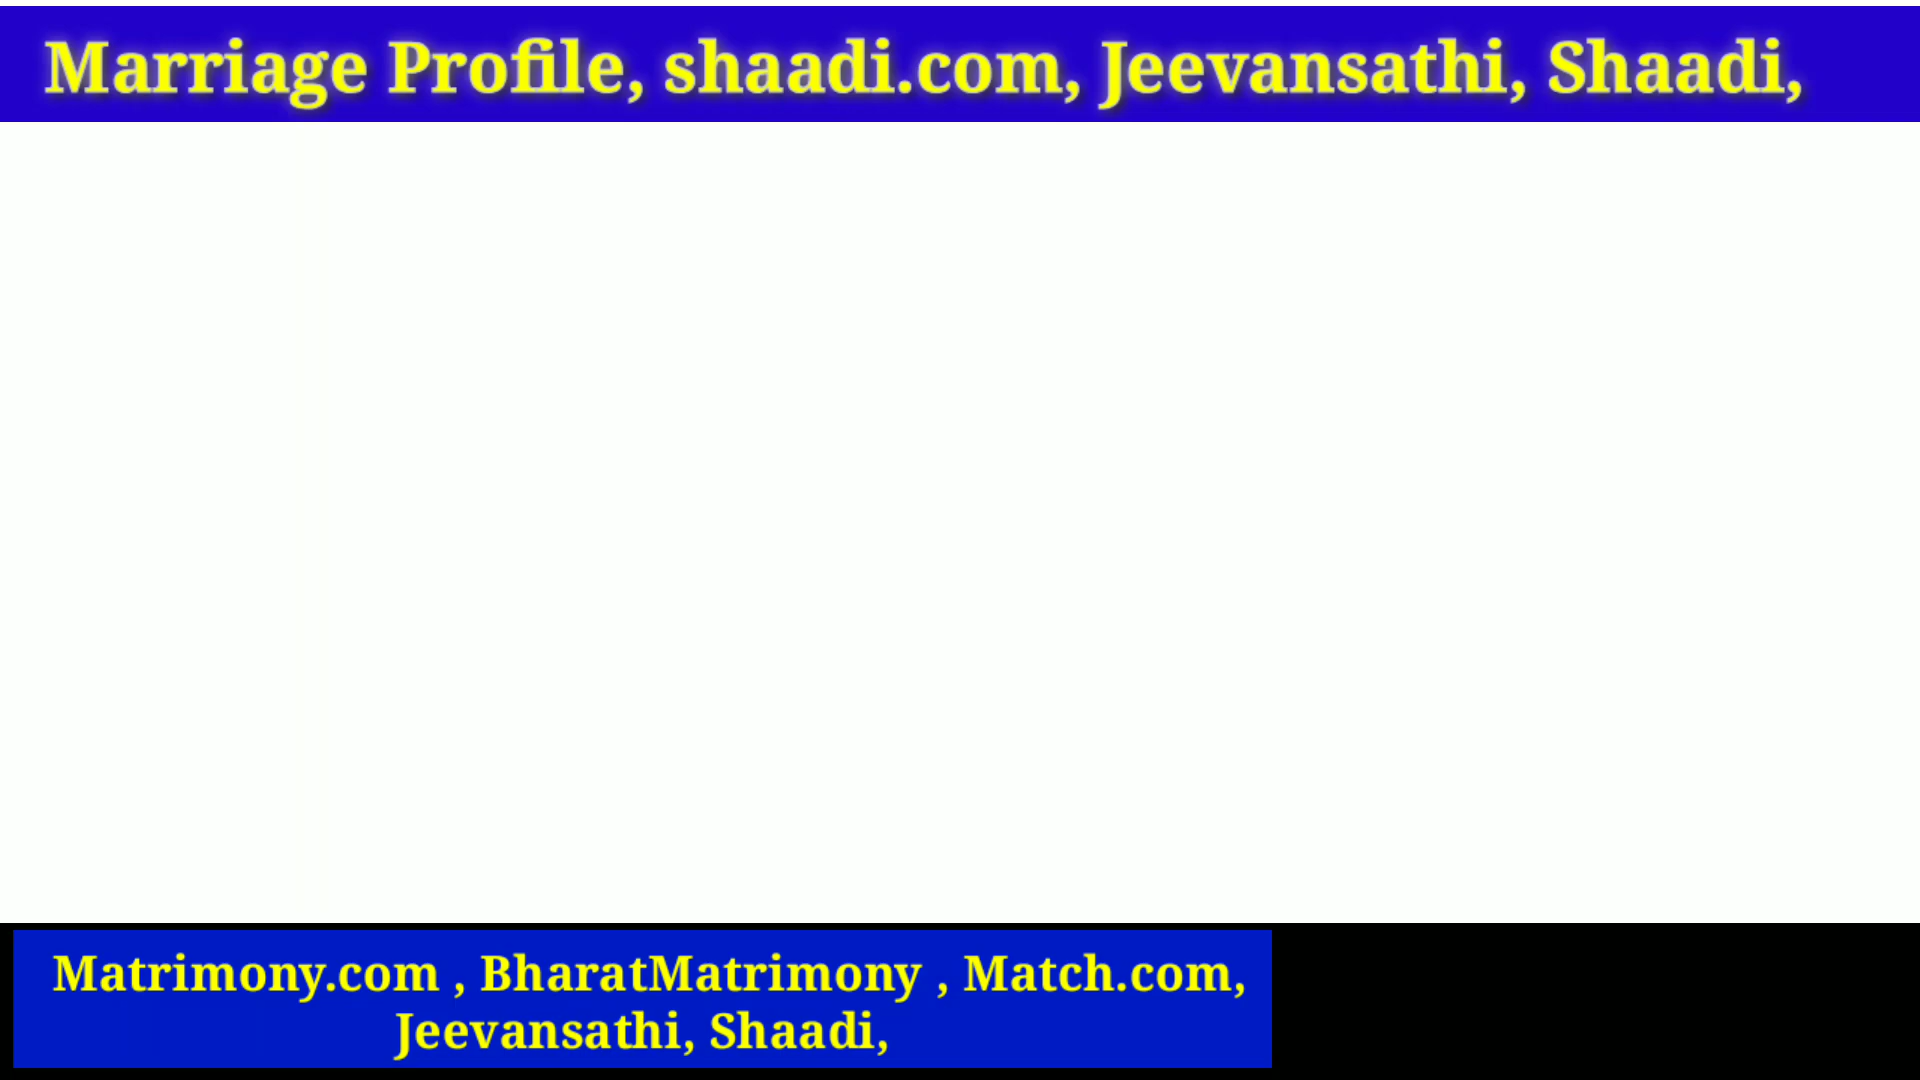 Marriage Profile, shaadi.com, Jeevansathi, Shaadi,
Matrimony.com , BharatMatrimony , Match.com,
Jeevansathi, Shaadi,